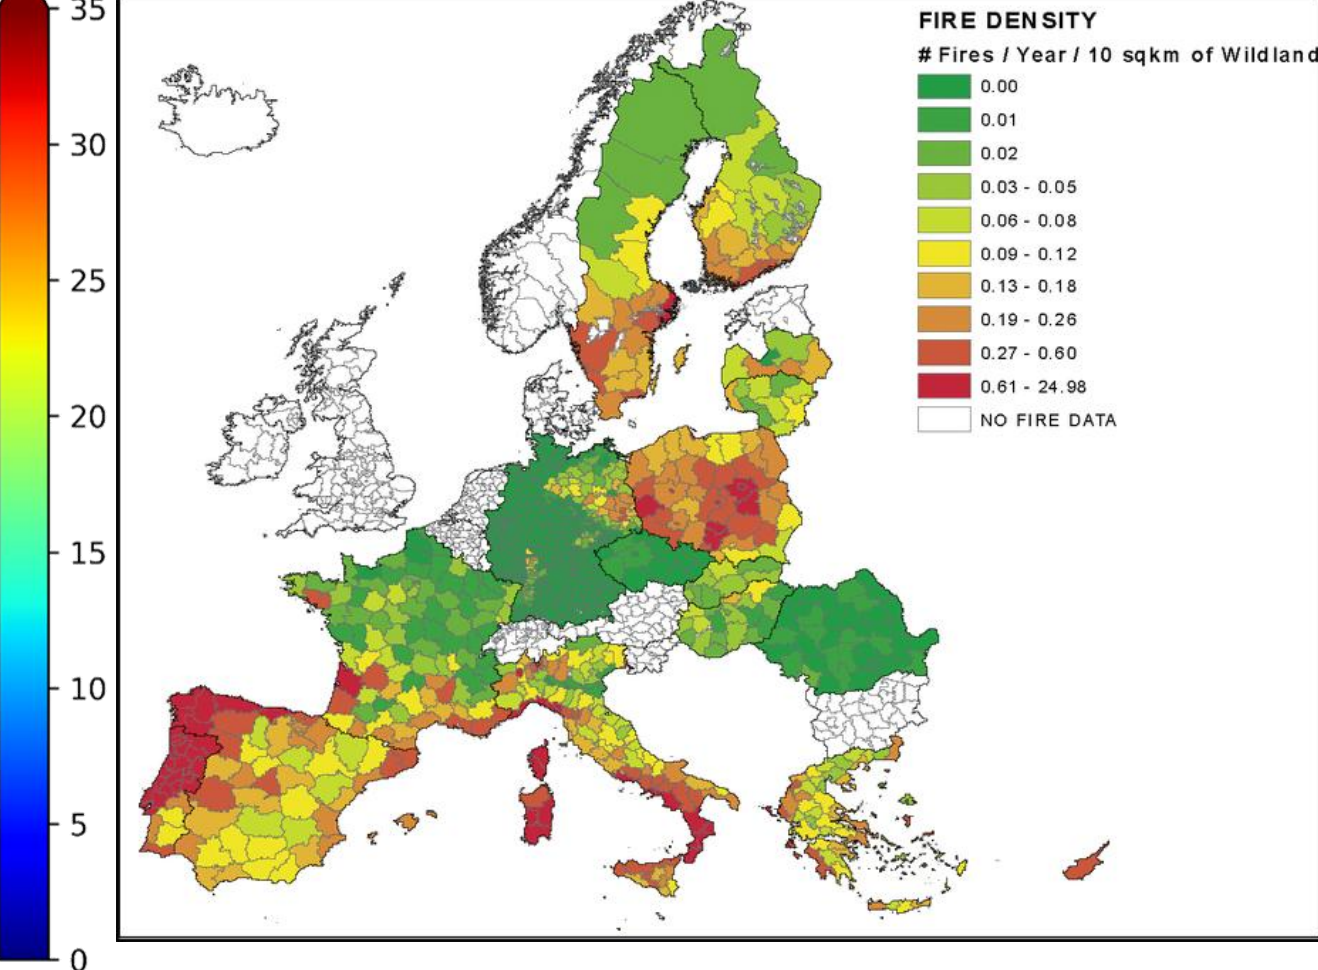 35
30
25
20
15
10
5
0
FIRE DENSITY
# Fires / Year / 10 sqkm of Wildland
0.00
0.01
0.02
0.03 - 0.05
0.06 - 0.08
0.09 - 0.12
0.13 - 0.18
0.19 - 0.26
0.27 - 0.60
0.61 - 24.98
NO FIRE DATA